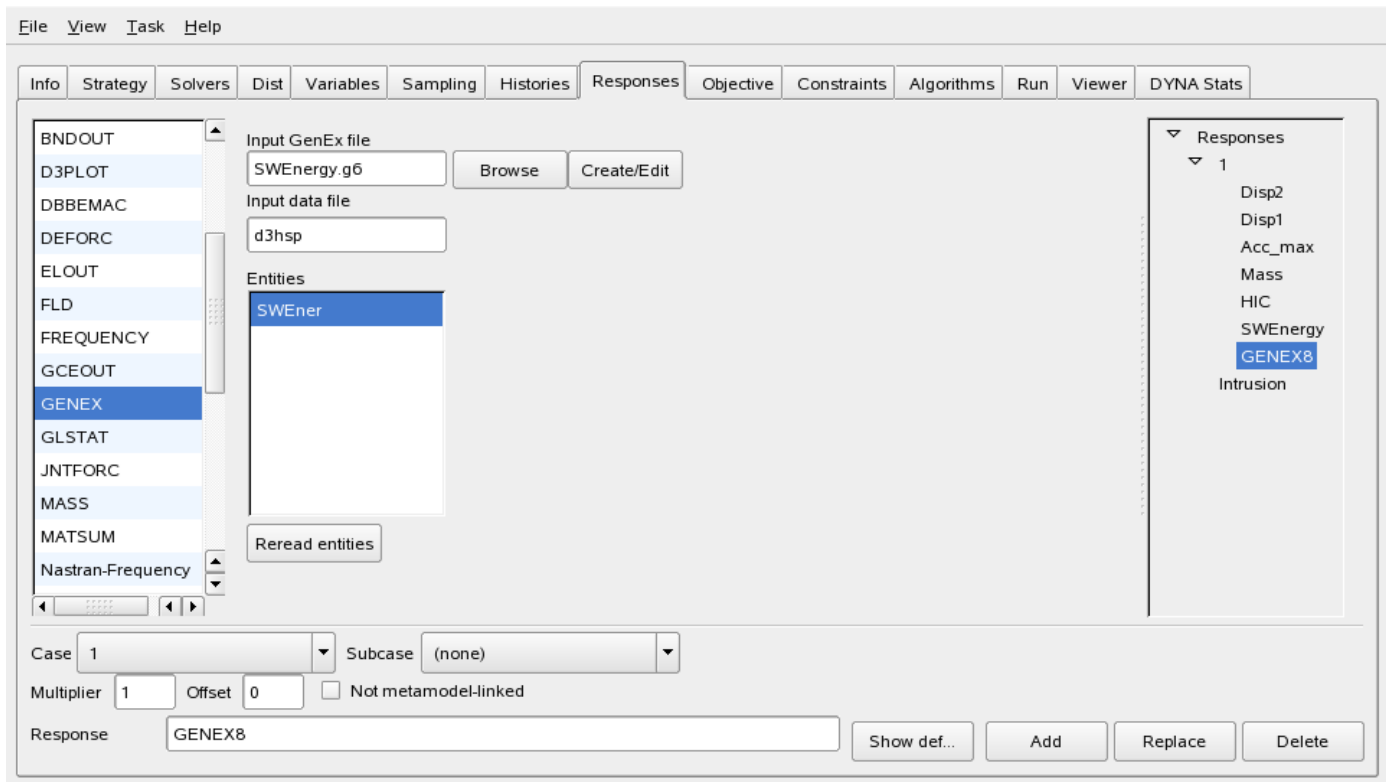 File View Task Help
Info Strategy Solvers Dist Variables Sampling Histories Responses Objective Constraints Algorithms Run Viewer DYNA Stats
BNDOUT
D3PLOT
DBBEMAC
DEFORC
ELOUT
FLD
FREQUENCY
GCEOUT
GENEX
GLSTAT
JNTFORC
MASS
MATSUM
Nastran-Frequency
Input GenEx file
SWEnergy.g6 Browse Create/Edit
Input data file
d3hsp
Entities
SWEner
Reread entities
Responses
1
Disp2
Disp1
Acc_max
Mass
HIC
SWEnergy
GENEX8
Intrusion
Case 1 Subcase (none)
Multiplier 1 Offset 0 Not metamodel-linked
Response GENEX8 Show def... Add Replace Delete